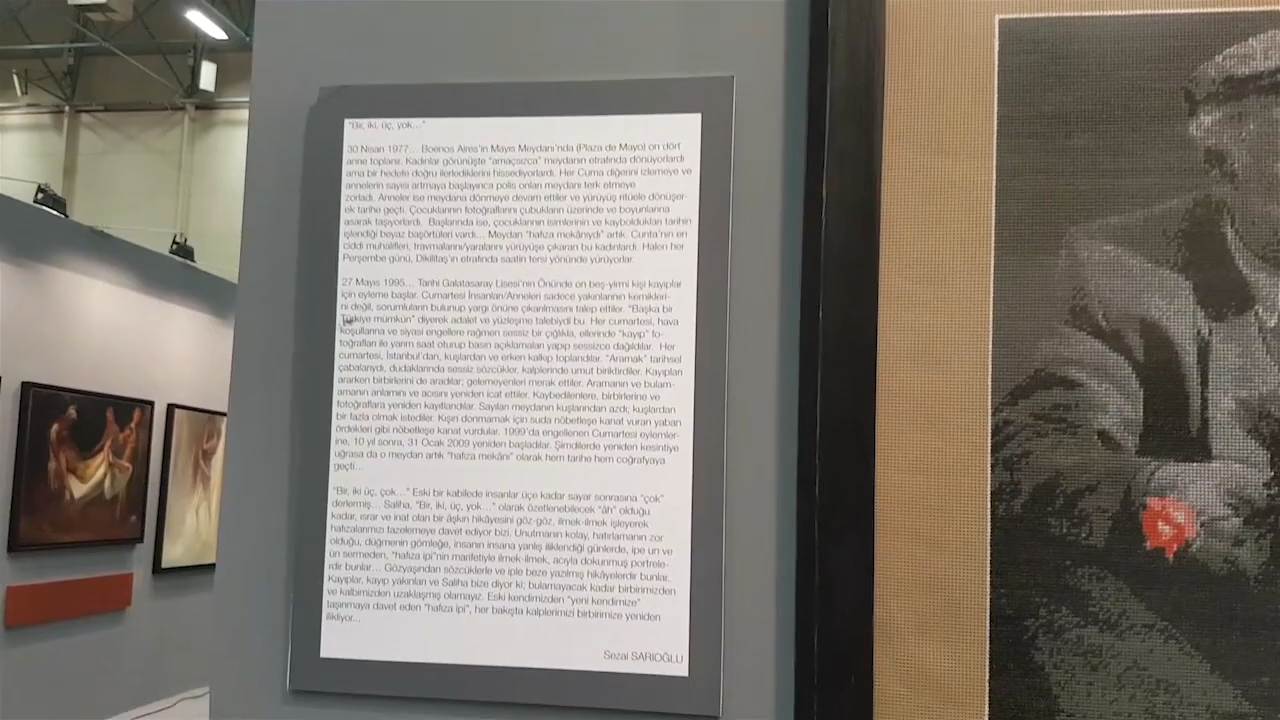 "Bir, iki, üç, yok..."
30 Nisan 1977... Boenos Aires'in Mayıs Meydanı'nda (Plaza de Mayo) on dört
anne toplanır. Kadınlar görünüşte "amaçsızca" meydanın etrafında dönüyorlardı
ama bir hedefe doğru ilerlediklerini hissediyorlardı. Her Cuma diğerini izlemeye ve
annelerin sayısı artmaya başlayınca polis onları meydanı terk etmeye
zorladı. Anneler ise meydana dönmeye devam ettiler ve yürüyüş ritüele dönüşer-
ek tarihe geçti. Çocuklarının fotoğraflarını çubukların üzerinde ve boyunlarına
asarak taşıyorlardı. Başlarında ise, çocuklarının isimlerinin ve kayboldukları tarihin
işlendiği beyaz başörtüleri vardı... Meydan "hafıza mekânıydı" artık. Cunta'nın en
ciddi muhalifleri, travmalarını/yaralarını yürüyüşe çıkaran bu kadınlardı. Halen her
Perşembe günü, Dikilitaş'ın etrafında saatin tersi yönünde yürüyorlar.
27 Mayıs 1995... Tarihi Galatasaray Lisesi'nin Önünde on beş-yirmi kişi kayıplar
için eyleme başlar. Cumartesi İnsanları/Anneleri sadece yakınlarının kemikleri-
ni değil, sorumluların bulunup yargı önüne çıkarılmasını talep ettiler. "Başka bir
Türkiye mümkün" diyerek adalet ve yüzleşme talebiydi bu. Her cumartesi, hava
koşullarına ve siyasi engellere rağmen sessiz bir çığlıkla, ellerinde "kayıp" fo-
toğrafları ile yarım saat oturup basın açıklamaları yapıp sessizce dağıldılar. Her
cumartesi, İstanbul'dan, kuşlardan ve erken kalkıp toplandılar. "Aramak" tarihsel
çabalarıydı, dudaklarında sessiz sözcükler, kalplerinde umut biriktirdiler. Kayıpları
ararken birbirlerini de aradılar; gelemeyenleri merak ettiler. Aramanın ve bulam-
amanın anlamını ve acısını yeniden icat ettiler. Kaybedilenlere, birbirlerine ve
fotoğraflara yeniden kayıtlandılar. Sayıları meydanın kuşlarından azdı; kuşlardan
bir fazla olmak istediler. Kışın donmamak için suda nöbetleşe kanat vuran yaban
ördekleri gibi nöbetleşe kanat vurdular. 1999'da engellenen Cumartesi eylemler-
ine, 10 yıl sonra, 31 Ocak 2009 yeniden başladılar. Şimdilerde yeniden kesintiye
uğrasa da o meydan artık "hafıza mekânı" olarak hem tarihe hem coğrafyaya
geçti...
"Bir, iki üç, çok..." Eski bir kabilede insanlar üçe kadar sayar sonrasına "çok"
derlermiş... Saliha, "Bir, iki, üç, yok..." olarak özetlenebilecek "âh" olduğu
kadar, ısrar ve inat olan bir âşkın hikâyesini göz-göz, ilmek-ilmek işleyerek
hafızalarımızı tazelemeye davet ediyor bizi. Unutmanın kolay, hatırlamanın zor
olduğu, düğmenin gömleğe, insanın insana yanlış iliklendiği günlerde, ipe un ve
ün sermeden, "hafıza ipi"nin marifetiyle ilmek-ilmek, acıyla dokunmuş portrele-
rdir bunlar... Gözyaşından sözcüklerle ve iple beze yazılmış hikâyelerdir bunlar.
Kayıplar, kayıp yakınları ve Saliha bize diyor ki; bulamayacak kadar birbirimizden
ve kalbimizden uzaklaşmış olamayız. Eski kendimizden "yeni kendimize"
taşınmaya davet eden "hafıza ipi", her bakışta kalplerimizi birbirimize yeniden
ilikliyor...
Sezai SARIOĞLU